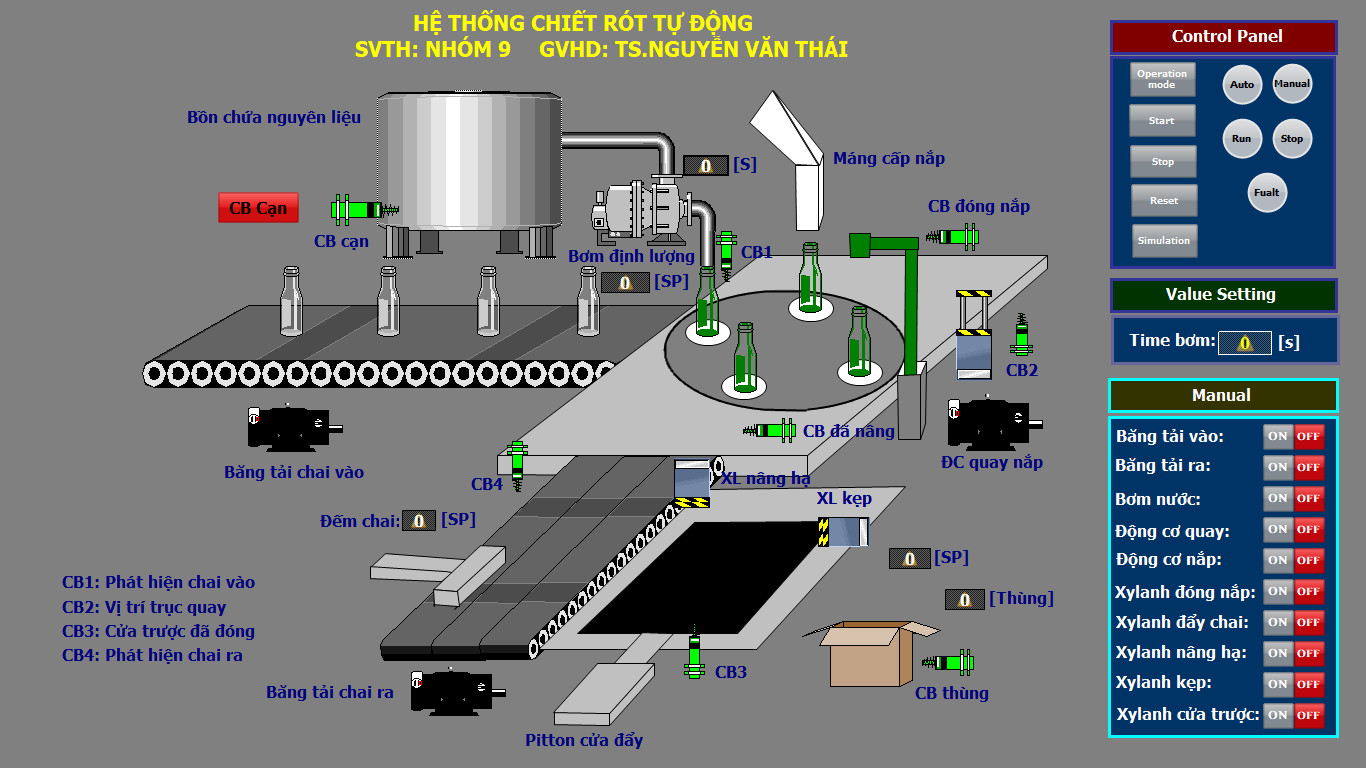 HỆ THỐNG CHIẾT RÓT TỰ ĐỘNG
SVTH: NHÓM 9 GVHD: TS.NGUYỄN VĂN THÁI
Bồn chứa nguyên liệu
CB Cạn
CB cạn
0 [S]
Máng cấp nắp
CB đóng nắp
Bơm định lượng
CB1
0 [SP]
CB2
Băng tải chai vào
CB đã nâng
ĐC quay nắp
CB4
XL nâng hạ
XL kẹp
Đếm chai: 0 [SP]
0 [SP]
0 [Thùng]
CB1: Phát hiện chai vào
CB2: Vị trí trục quay
CB3: Cửa trượt đã đóng
CB4: Phát hiện chai ra
Băng tải chai ra
CB3
CB thùng
Pitton cửa đẩy
Control Panel
Operation
mode
Auto
Manual
Start
Run
Stop
Stop
Reset
Fualt
Simulation
Value Setting
Time bơm: 0 [s]
Manual
Băng tải vào: ON OFF
Băng tải ra: ON OFF
Bơm nước: ON OFF
Động cơ quay: ON OFF
Động cơ nắp: ON OFF
Xylanh đóng nắp: ON OFF
Xylanh đẩy chai: ON OFF
Xylanh nâng hạ: ON OFF
Xylanh kẹp: ON OFF
Xylanh cửa trược: ON OFF